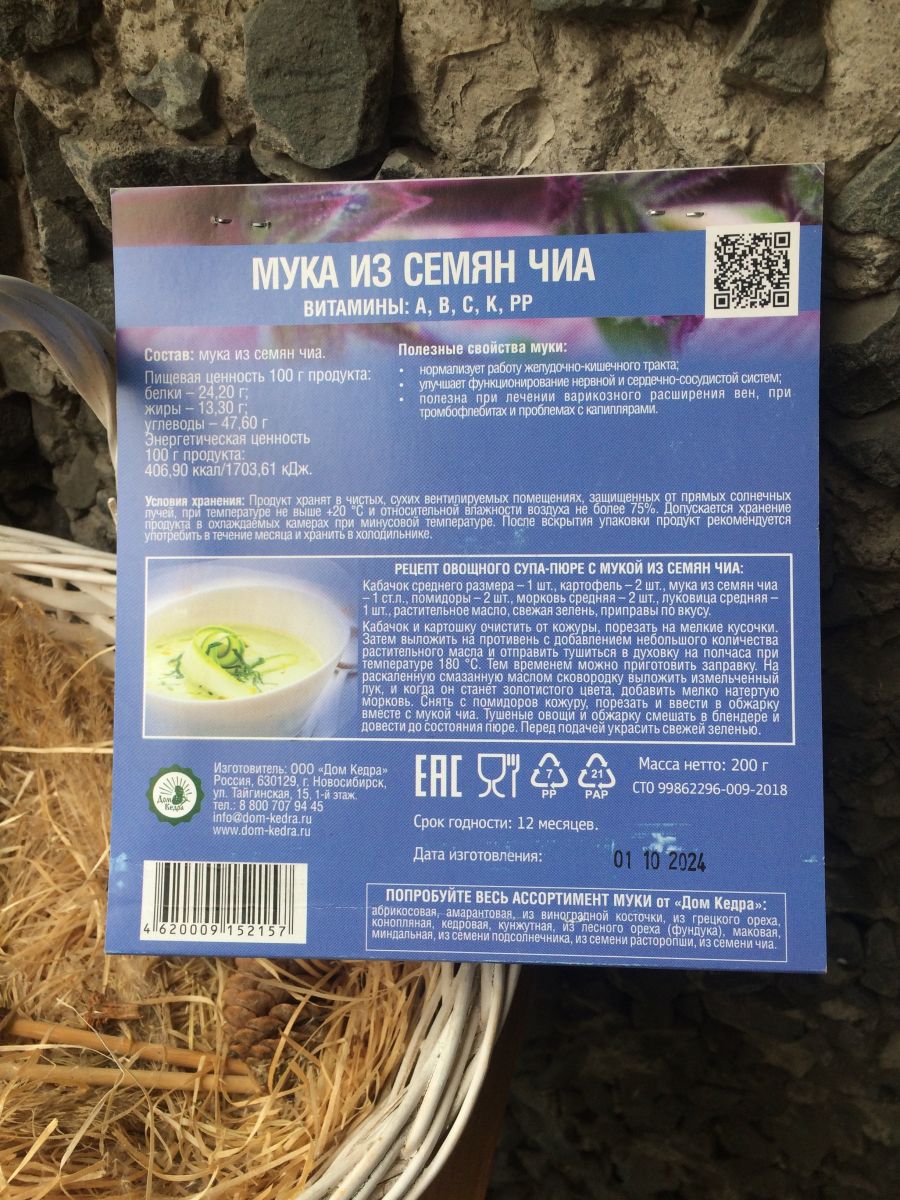 МУКА ИЗ СЕМЯН ЧИА
ВИТАМИНЫ: А, В, С, К, РР
Состав: мука из семян чиа.
Пищевая ценность 100 г продукта:
белки – 24,20 г;
жиры – 13,30 г;
углеводы – 47,60 г
Энергетическая ценность
100 г продукта:
406,90 ккал/1703,61 кДж.
Полезные свойства муки:
• нормализует работу желудочно-кишечного тракта;
• улучшает функционирование нервной и сердечно-сосудистой систем;
• полезна при лечении варикозного расширения вен, при
тромбофлебитах и проблемах с капиллярами.
Условия хранения: Продукт хранят в чистых, сухих вентилируемых помещениях, защищенных от прямых солнечных
лучей, при температуре не выше +20 °С и относительной влажности воздуха не более 75%. Допускается хранение
продукта в охлаждаемых камерах при минусовой температуре. После вскрытия упаковки продукт рекомендуется
употребить в течение месяца и хранить в холодильнике.
РЕЦЕПТ ОВОЩНОГО СУПА-ПЮРЕ С МУКОЙ ИЗ СЕМЯН ЧИА:
Кабачок среднего размера – 1 шт., картофель – 2 шт., мука из семян чиа
– 1 ст.л., помидоры – 2 шт., морковь средняя – 2 шт., луковица средняя –
1 шт., растительное масло, свежая зелень, приправы по вкусу.
Кабачок и картошку очистить от кожуры, порезать на мелкие кусочки.
Затем выложить на противень с добавлением небольшого количества
растительного масла и отправить тушиться в духовку на полчаса при
температуре 180 °С. Тем временем можно приготовить заправку. На
раскаленную смазанную маслом сковородку выложить измельченный
лук, и когда он станет золотистого цвета, добавить мелко натертую
морковь. Снять с помидоров кожуру, порезать и ввести в обжарку
вместе с мукой чиа. Тушеные овощи и обжарку смешать в блендере и
довести до состояния пюре. Перед подачей украсить свежей зеленью.
Дом
Кедра
Изготовитель: ООО «Дом Кедра»
Россия, 630129, г. Новосибирск,
ул. Тайгинская, 15, 1-й этаж.
тел.: 8 800 707 94 45
info@dom-kedra.ru
www.dom-kedra.ru
ЕАС
7
PP
21
PAP
Масса нетто: 200 г
СТО 99862296-009-2018
Срок годности: 12 месяцев.
Дата изготовления: 01 10 2024
4 620009 152157
ПОПРОБУЙТЕ ВЕСЬ АССОРТИМЕНТ МУКИ от «Дом Кедра»:
абрикосовая, амарантовая, из виноградной косточки, из грецкого ореха,
конопляная, кедровая, кунжутная, из лесного ореха (фундука), маковая,
миндальная, из семени подсолнечника, из семени расторопши, из семени чиа.